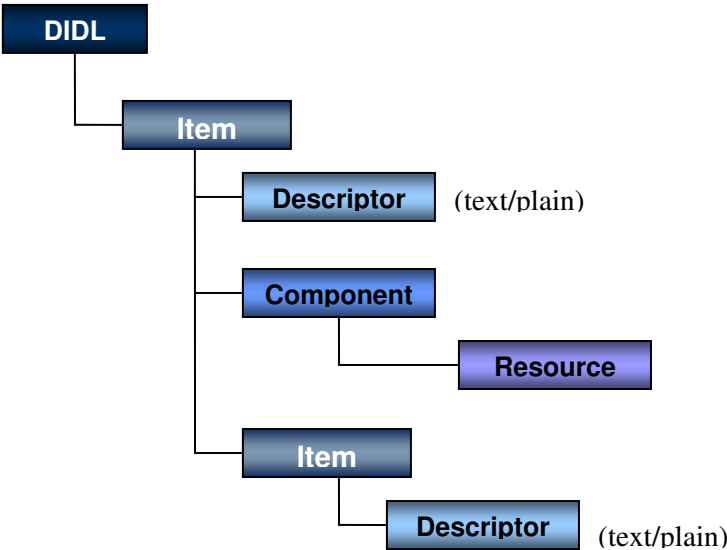 DIDL
Item
Descriptor (text/plain)
Component
Resource
Item
Descriptor (text/plain)